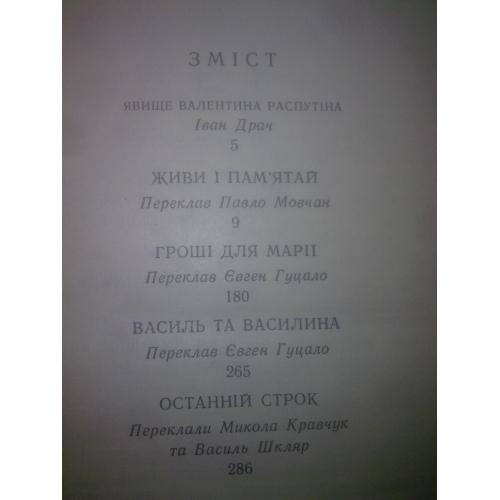 ЗМІСТ
ЯВИЩЕ ВАЛЕНТИНА РАСПУТІНА
Іван Драч
5
ЖИВИ І ПАМ'ЯТАЙ
Переклав Павло Мовчан
9
ГРОШІ ДЛЯ МАРІЇ
Переклав Євген Гуцало
180
ВАСИЛЬ ТА ВАСИЛИНА
Переклав Євген Гуцало
265
ОСТАННІЙ СТРОК
Переклали Микола Кравчук
та Василь Шкляр
286